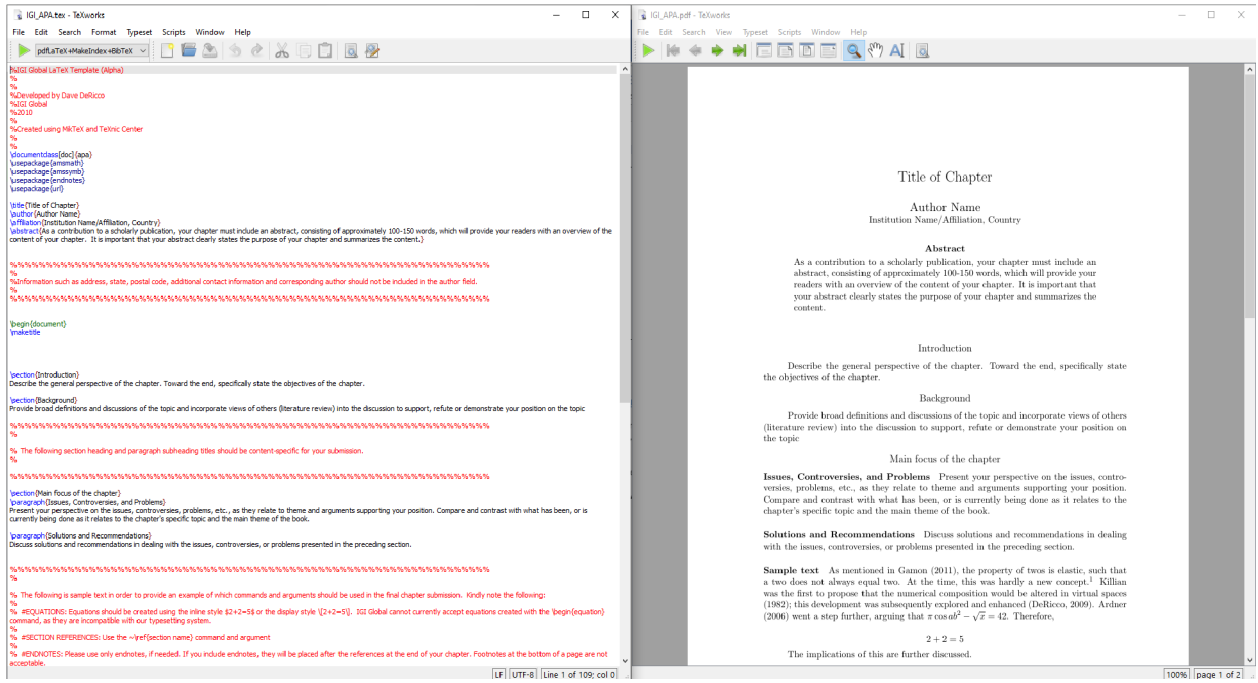 IGI_APA.tex - TeXworks
File Edit Search Format Typeset Scripts Window Help
pdfLaTeX+MakeIndex+BibTeX
%IGI Global LaTeX Template (Alpha)
%
%
%Developed by Dave DeRicco
%IGI Global
%2010
%
%Created using MikTeX and TeXnic Center
%
%
\documentclass[doc]{apa}
\usepackage{amsmath}
\usepackage{amssymb}
\usepackage{endnotes}
\usepackage{url}
\title{Title of Chapter}
\author{Author Name}
\affiliation{Institution Name/Affiliation, Country}
\abstract{As a contribution to a scholarly publication, your chapter must include an abstract, consisting of approximately 100-150 words, which will provide your readers with an overview of the
content of your chapter. It is important that your abstract clearly states the purpose of your chapter and summarizes the content.}
%%%%%%%%%%%%%%%%%%%%%%%%%%%%%%%%%%%%%%%%%%%%%%%%%%%%%%%%%%%%%%%%%%%%%
%
%Information such as address, state, postal code, additional contact information and corresponding author should not be included in the author field.
%
%%%%%%%%%%%%%%%%%%%%%%%%%%%%%%%%%%%%%%%%%%%%%%%%%%%%%%%%%%%%%%%%%%%%%
\begin{document}
\maketitle
\section{Introduction}
Describe the general perspective of the chapter. Toward the end, specifically state the objectives of the chapter.
\section{Background}
Provide broad definitions and discussions of the topic and incorporate views of others (literature review) into the discussion to support, refute or demonstrate your position on the topic
%%%%%%%%%%%%%%%%%%%%%%%%%%%%%%%%%%%%%%%%%%%%%%%%%%%%%%%%%%%%%%%%%%%%%
%
% The following section heading and paragraph subheading titles should be content-specific for your submission.
%
%%%%%%%%%%%%%%%%%%%%%%%%%%%%%%%%%%%%%%%%%%%%%%%%%%%%%%%%%%%%%%%%%%%%%
\section{Main focus of the chapter}
\paragraph{Issues, Controversies, and Problems}
Present your perspective on the issues, controversies, problems, etc., as they relate to theme and arguments supporting your position. Compare and contrast with what has been, or is
currently being done as it relates to the chapter's specific topic and the main theme of the book.
\paragraph{Solutions and Recommendations}
Discuss solutions and recommendations in dealing with the issues, controversies, or problems presented in the preceding section.
%%%%%%%%%%%%%%%%%%%%%%%%%%%%%%%%%%%%%%%%%%%%%%%%%%%%%%%%%%%%%%%%%%%%%
%
% The following is sample text in order to provide an example of which commands and arguments should be used in the final chapter submission. Kindly note the following:
%
% #EQUATIONS: Equations should be created using the inline style $2+2=5$ or the display style \[2+2=5\]. IGI Global cannot currently accept equations created with the \begin{equation}
command, as they are incompatible with our typesetting system.
%
% #SECTION REFERENCES: Use the ~\ref{section name} command and argument
%
% #ENDNOTES: Please use only endnotes, if needed. If you include endnotes, they will be placed after the references at the end of your chapter. Footnotes at the bottom of a page are not
acceptable.
LF UTF-8 Line 1 of 109; col 0
IGI_APA.pdf - TeXworks
File Edit Search View Typeset Scripts Window Help
Title of Chapter
Author Name
Institution Name/Affiliation, Country
Abstract
As a contribution to a scholarly publication, your chapter must include an
abstract, consisting of approximately 100-150 words, which will provide your
readers with an overview of the content of your chapter. It is important that
your abstract clearly states the purpose of your chapter and summarizes the
content.
Introduction
Describe the general perspective of the chapter. Toward the end, specifically state
the objectives of the chapter.
Background
Provide broad definitions and discussions of the topic and incorporate views of others
(literature review) into the discussion to support, refute or demonstrate your position on
the topic
Main focus of the chapter
Issues, Controversies, and Problems Present your perspective on the issues, contro-
versies, problems, etc., as they relate to theme and arguments supporting your position.
Compare and contrast with what has been, or is currently being done as it relates to the
chapter's specific topic and the main theme of the book.
Solutions and Recommendations Discuss solutions and recommendations in dealing
with the issues, controversies, or problems presented in the preceding section.
Sample text As mentioned in Gamon (2011), the property of twos is elastic, such that
a two does not always equal two. At the time, this was hardly a new concept.¹ Killian
was the first to propose that the numerical composition would be altered in virtual spaces
(1982); this development was subsequently explored and enhanced (DeRicco, 2009). Ardner
(2006) went a step further, arguing that π cos ab² − √x = 42. Therefore,
2 + 2 = 5
The implications of this are further discussed.
100% page 1 of 2